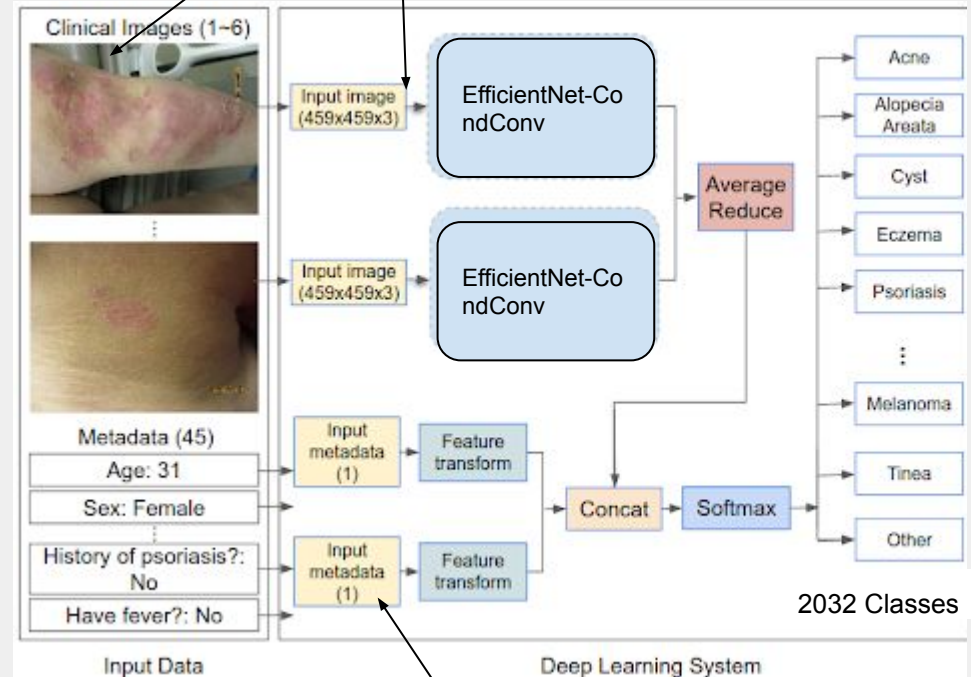 Clinical Images (1~6)
Input image
(459x459x3)
EfficientNet-Co
ndConv
Average
Reduce
Input image
(459x459x3)
EfficientNet-Co
ndConv
Acne
Alopecia
Areata
Cyst
Eczema
Psoriasis
Melanoma
Tinea
Other
Metadata (45)
Age: 31
Sex: Female
History of psoriasis?:
No
Have fever?: No
Input
metadata
(1)
Feature
transform
Input
metadata
(1)
Feature
transform
Concat
Softmax
2032 Classes
Input Data
Deep Learning System